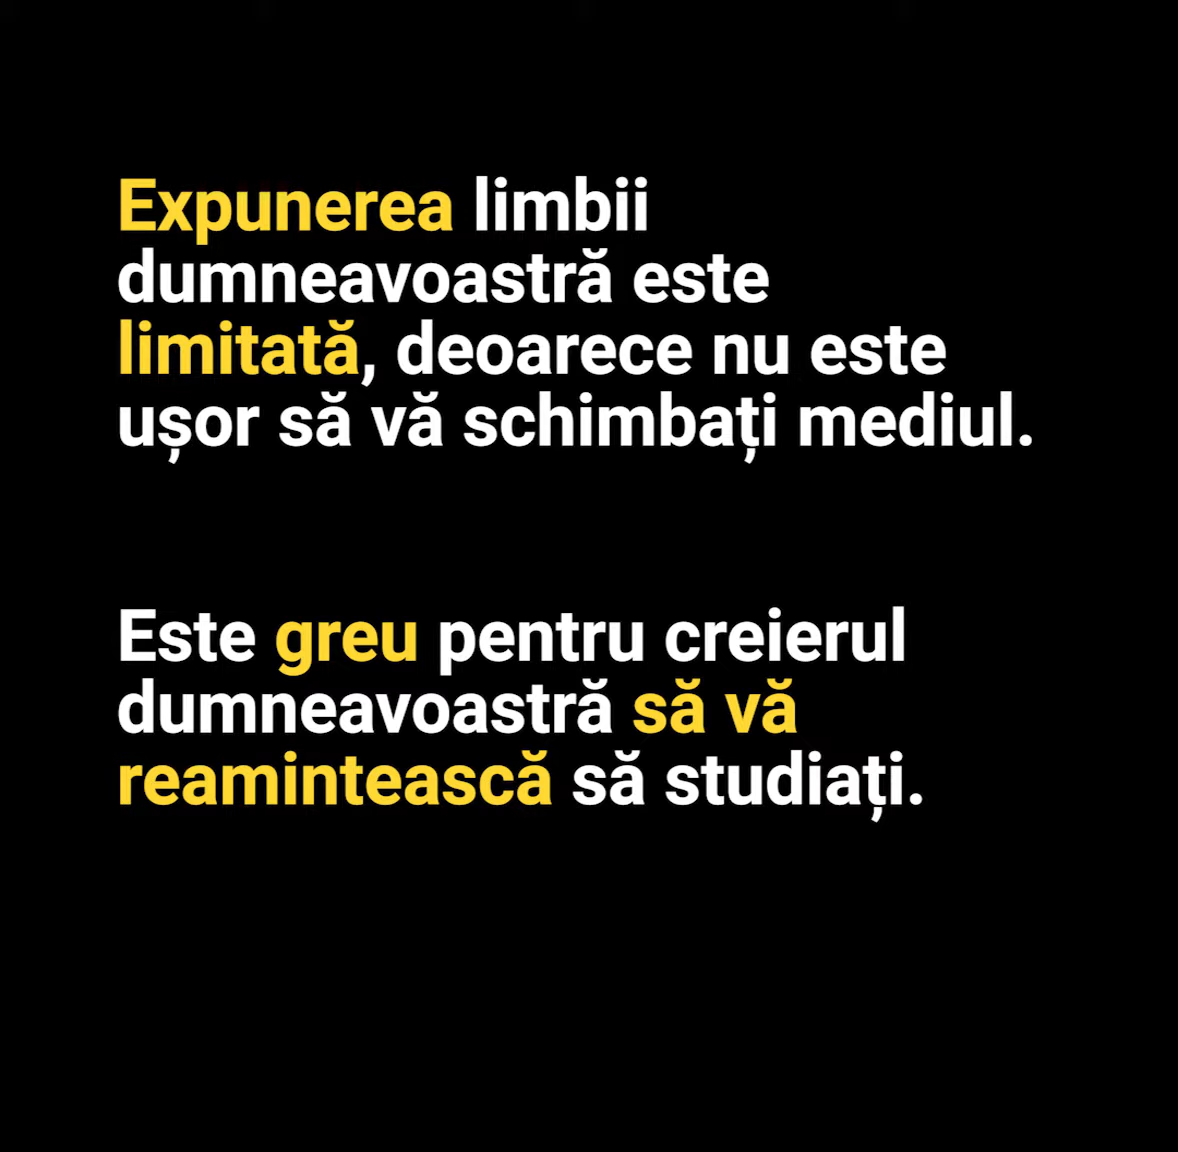 Expunerea limbii
dumneavoastră este
limitată, deoarece nu este
ușor să vă schimbați mediul.
Este greu pentru creierul
dumneavoastră să vă
reamintească să studiați.